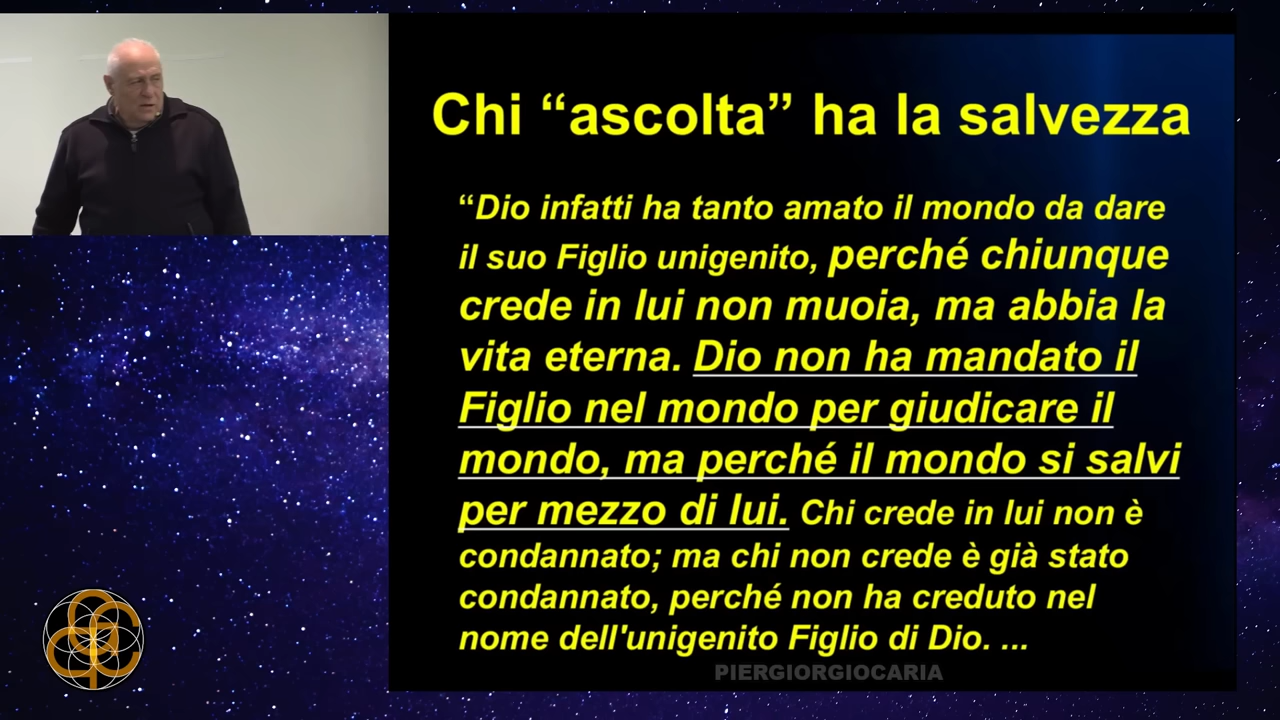 Chi “ascolta” ha la salvezza
“Dio infatti ha tanto amato il mondo da dare
il suo Figlio unigenito, perché chiunque
crede in lui non muoia, ma abbia la
vita eterna. Dio non ha mandato il
Figlio nel mondo per giudicare il
mondo, ma perché il mondo si salvi
per mezzo di lui. Chi crede in lui non è
condannato; ma chi non crede è già stato
condannato, perché non ha creduto nel
nome dell'unigenito Figlio di Dio. ...
PIERGIORGIOCARIA